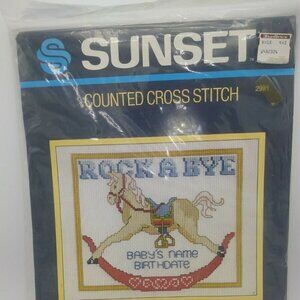 SUNSET
COUNTED CROSS STITCH
2991
ROCK A BYE
BABY'S NAME
BIRTHDATE